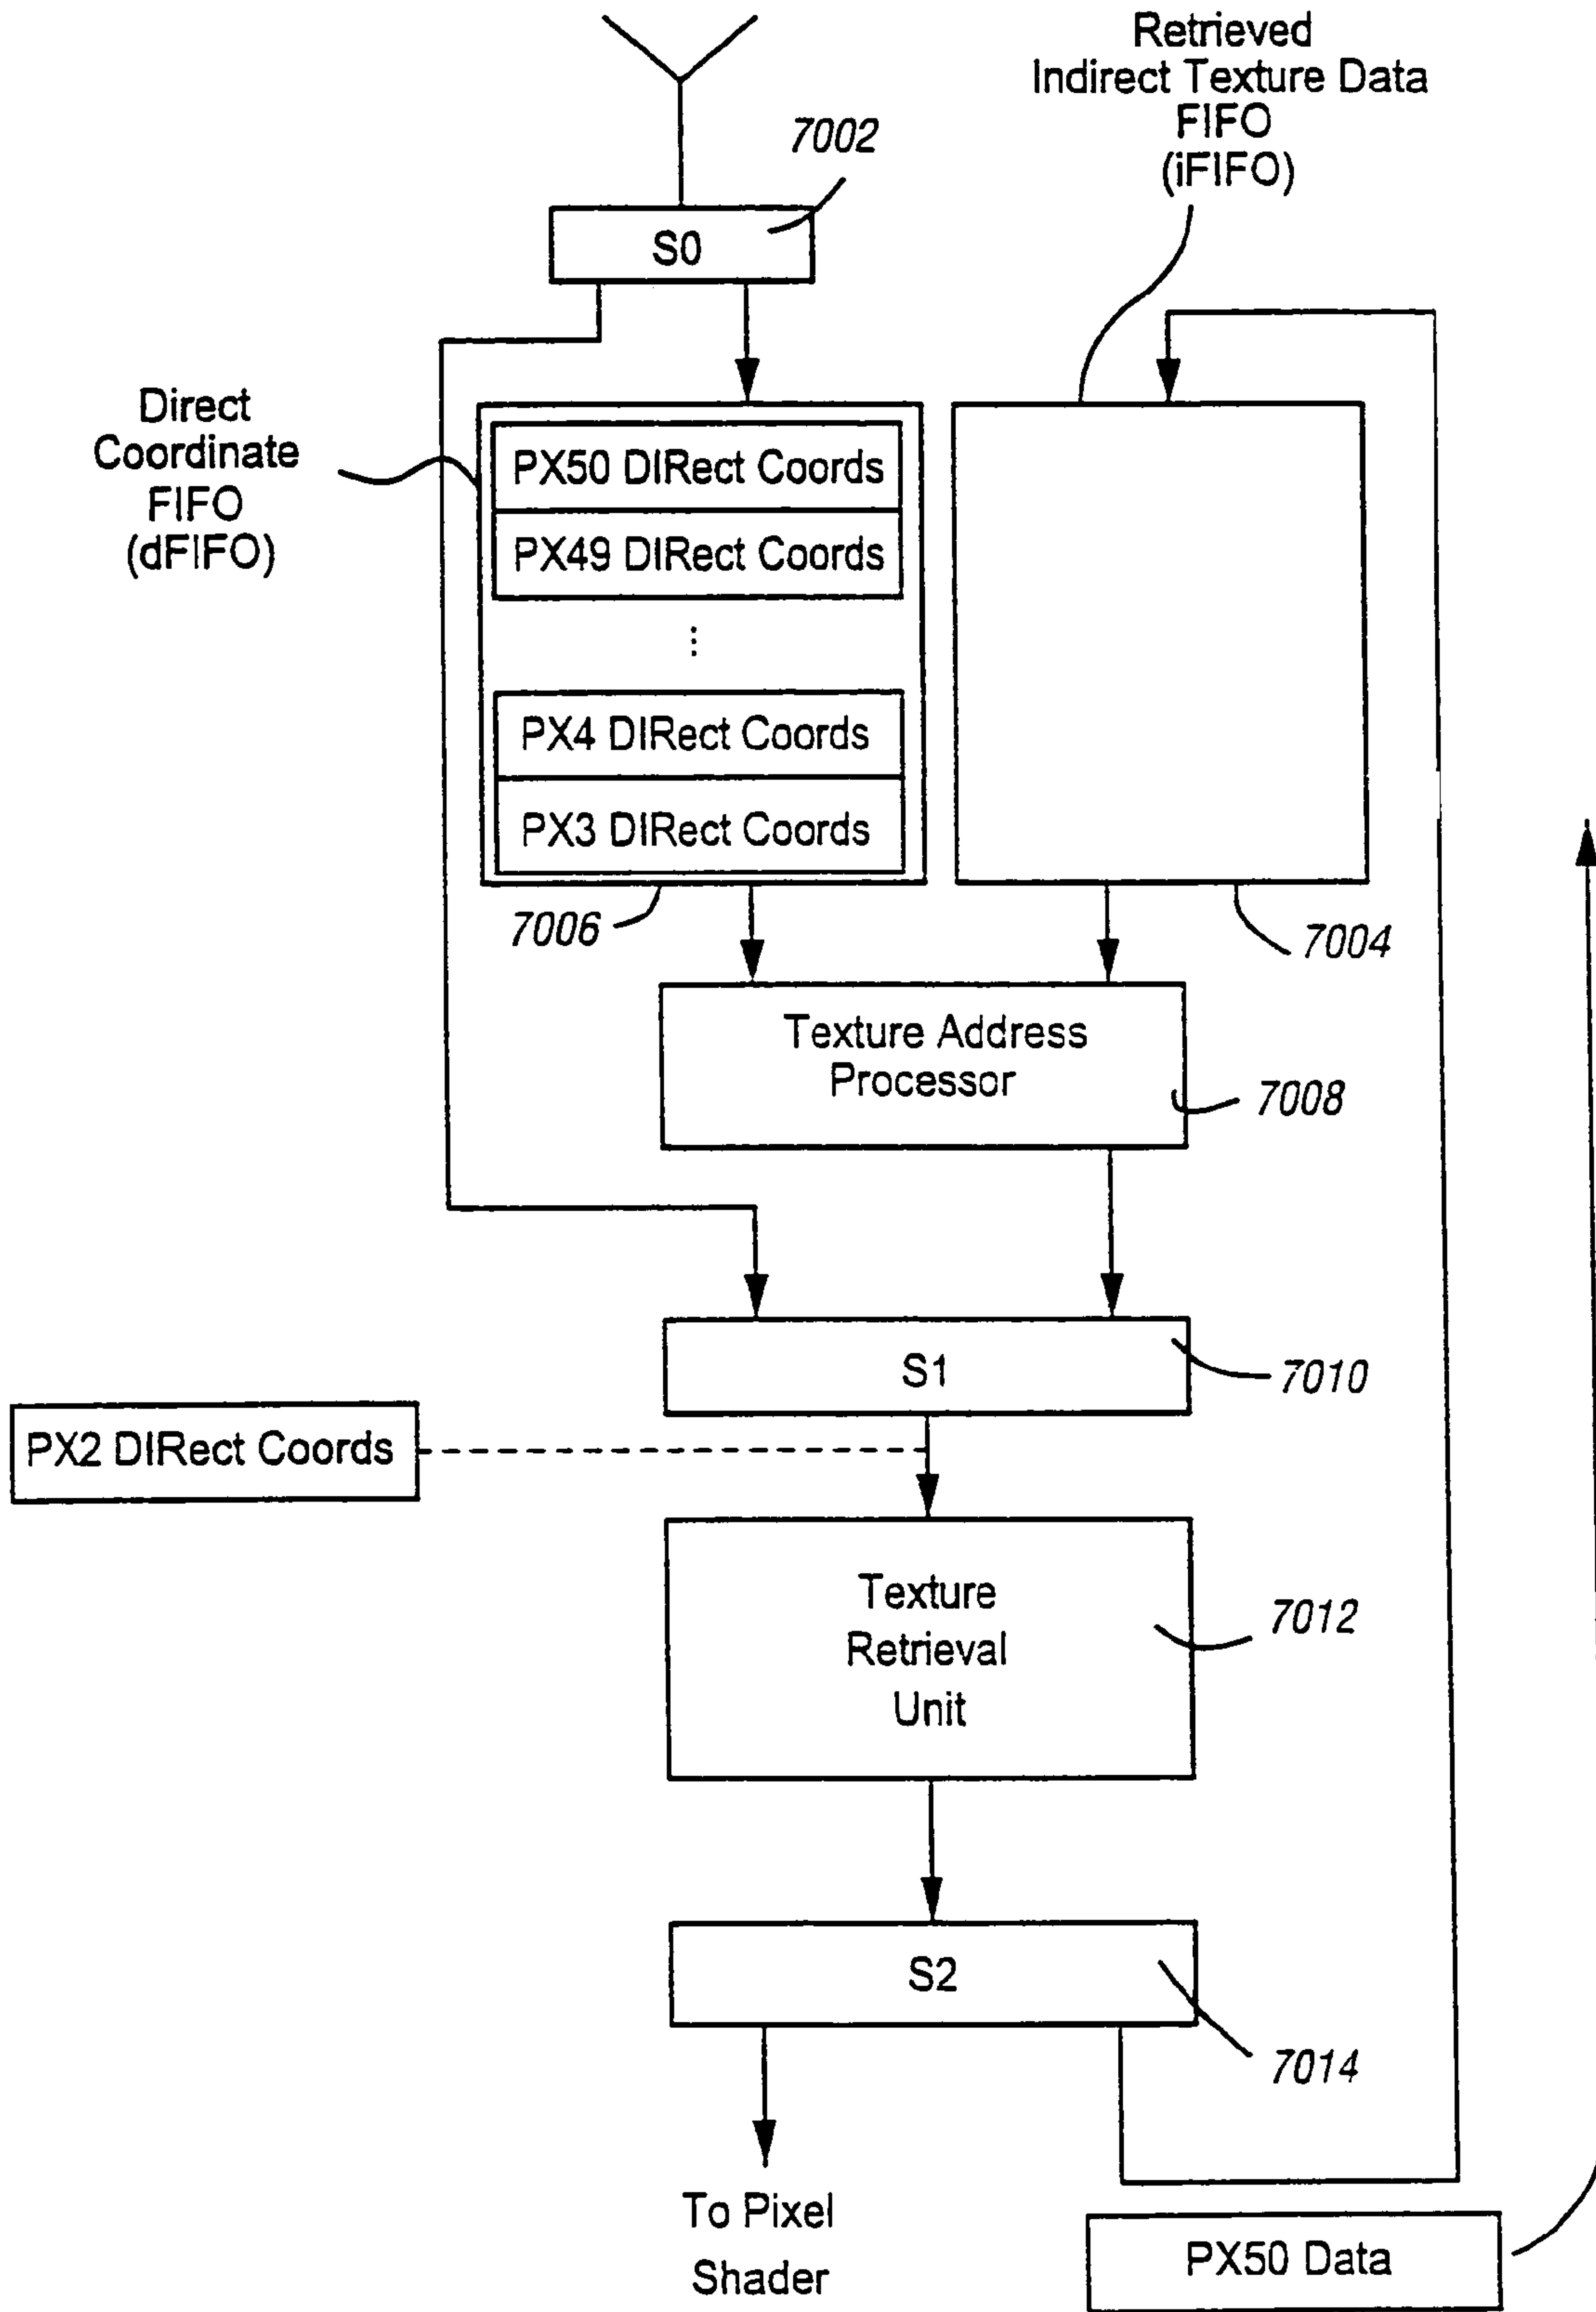 Retrieved
Indirect Texture Data
FIFO
(iFIFO)
7002
S0
Direct
Coordinate
FIFO
(dFIFO)
PX50 DIRect Coords
PX49 DIRect Coords
⋮
PX4 DIRect Coords
PX3 DIRect Coords
7006
7004
Texture Address
Processor
7008
S1
7010
PX2 DIRect Coords
Texture
Retrieval
Unit
7012
S2
7014
To Pixel
Shader
PX50 Data